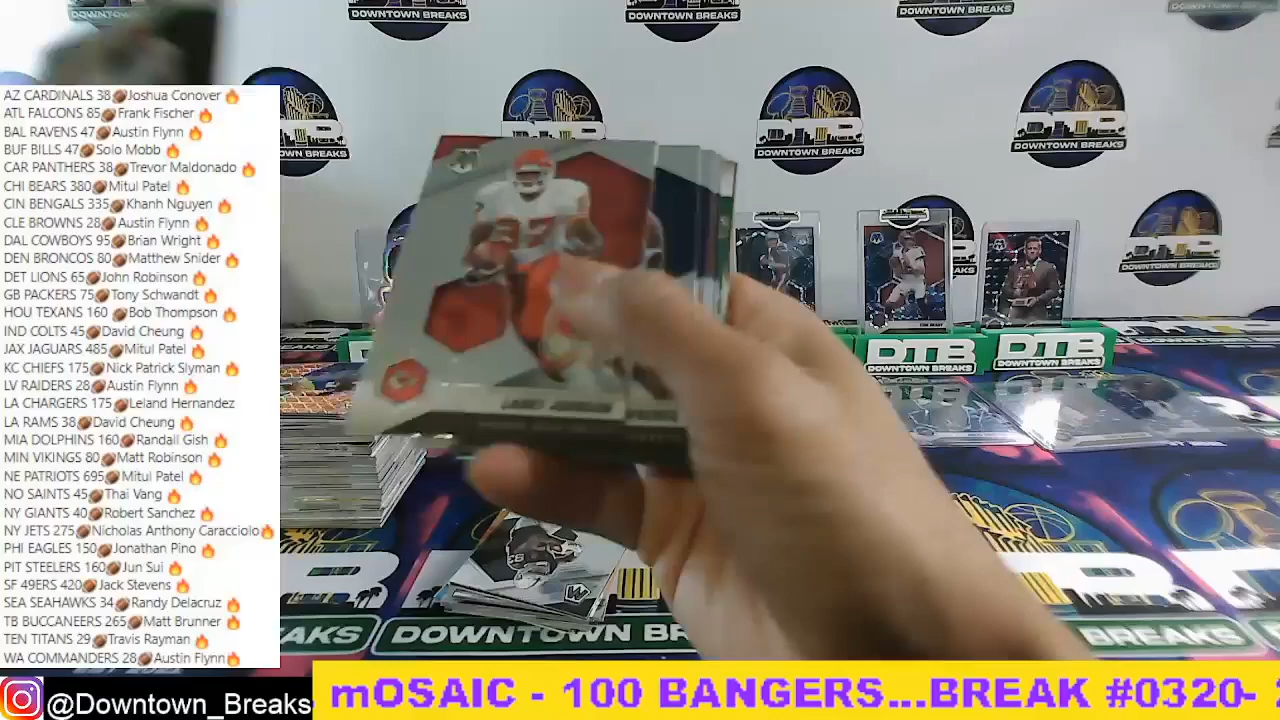 DOWNTOWN BREAKS
DOWNTOWN BREAKS
DOWNTOWN BREAKS
AZ CARDINALS 38🏈Joshua Conover 🔥
ATL FALCONS 85🏈Frank Fischer 🔥
BAL RAVENS 47🏈Austin Flynn 🔥
BUF BILLS 47🏈Solo Mobb 🔥
CAR PANTHERS 38🏈Trevor Maldonado 🔥
CHI BEARS 380🏈Mitul Patel 🔥
CIN BENGALS 335🏈Khanh Nguyen 🔥
CLE BROWNS 28🏈Austin Flynn 🔥
DAL COWBOYS 95🏈Brian Wright 🔥
DEN BRONCOS 80🏈Matthew Snider 🔥
DET LIONS 65🏈John Robinson 🔥
GB PACKERS 75🏈Tony Schwandt 🔥
HOU TEXANS 160 🏈Bob Thompson 🔥
IND COLTS 45🏈David Cheung 🔥
JAX JAGUARS 485🏈Mitul Patel 🔥
KC CHIEFS 175🏈Nick Patrick Slyman 🔥
LV RAIDERS 28🏈Austin Flynn 🔥
LA CHARGERS 175🏈Leland Hernandez
LA RAMS 38🏈David Cheung 🔥
MIA DOLPHINS 160🏈Randall Gish 🔥
MIN VIKINGS 80🏈Matt Robinson 🔥
NE PATRIOTS 695🏈Mitul Patel 🔥
NO SAINTS 45🏈Thai Vang 🔥
NY GIANTS 40🏈Robert Sanchez 🔥
NY JETS 275🏈Nicholas Anthony Caracciolo🔥
PHI EAGLES 150🏈Jonathan Pino 🔥
PIT STEELERS 160🏈Jun Sui 🔥
SF 49ERS 420🏈Jack Stevens 🔥
SEA SEAHAWKS 34🏈Randy Delacruz 🔥
TB BUCCANEERS 265🏈Matt Brunner 🔥
TEN TITANS 29🏈Travis Rayman 🔥
WA COMMANDERS 28🏈Austin Flynn🔥
DTB
DOWNTOWN BREAKS
DTB
DOWNTOWN BREAKS
DTB
DOWNTOWN BREAKS
DTB
DOWNTOWN BREAKS
BREAKS
DOWNTOWN BR
@Downtown_Breaks
mOSAIC - 100 BANGERS...BREAK #0320-